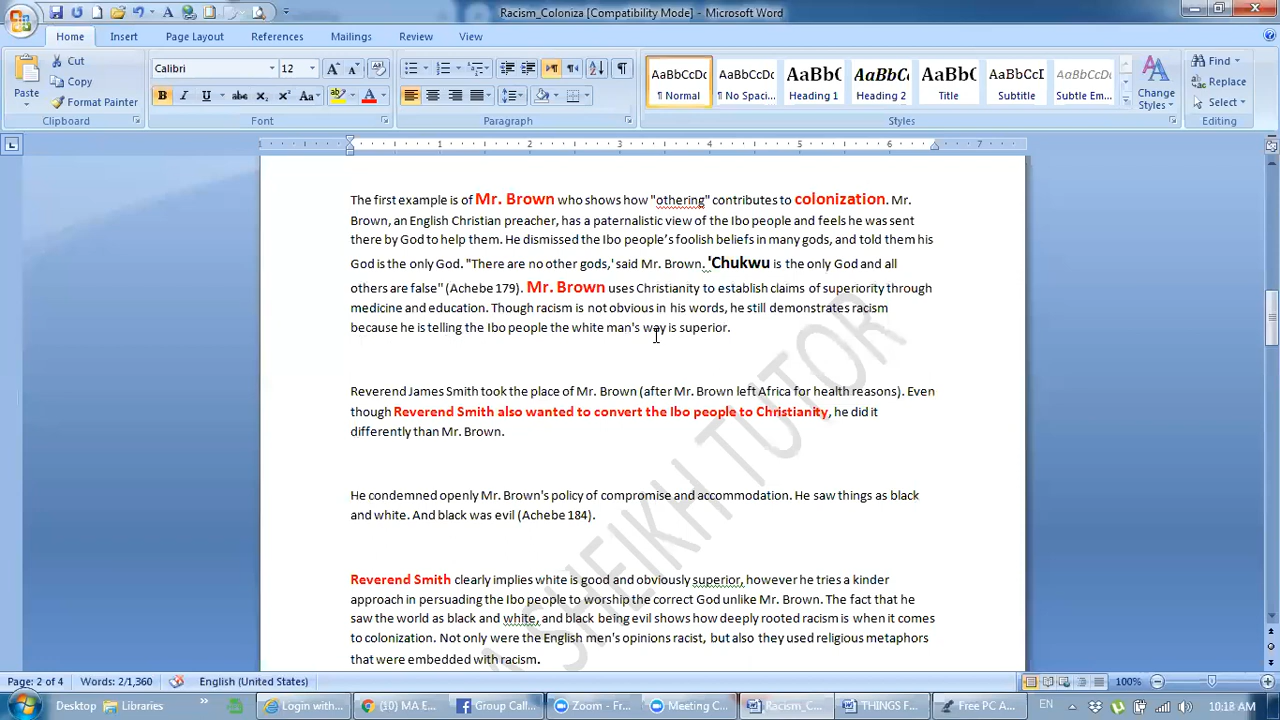 Racism_Coloniza [Compatibility Mode] - Microsoft Word
Home Insert Page Layout References Mailings Review View
Paste Cut Copy Format Painter Clipboard
Calibri 12 Font
Paragraph
AaBbCcDc AaBbCcDc AaBbC AaBbCc AaBbC AaBbCcI AaBbCcDc
¶ Normal ¶ No Spaci... Heading 1 Heading 2 Title Subtitle Subtle Em...
Change Styles Styles
Find Replace Select Editing
The first example is of Mr. Brown who shows how "othering" contributes to colonization. Mr.
Brown, an English Christian preacher, has a paternalistic view of the Ibo people and feels he was sent
there by God to help them. He dismissed the Ibo people's foolish beliefs in many gods, and told them his
God is the only God. "There are no other gods,' said Mr. Brown. 'Chukwu is the only God and all
others are false" (Achebe 179). Mr. Brown uses Christianity to establish claims of superiority through
medicine and education. Though racism is not obvious in his words, he still demonstrates racism
because he is telling the Ibo people the white man's way is superior.
Reverend James Smith took the place of Mr. Brown (after Mr. Brown left Africa for health reasons). Even
though Reverend Smith also wanted to convert the Ibo people to Christianity, he did it
differently than Mr. Brown.
He condemned openly Mr. Brown's policy of compromise and accommodation. He saw things as black
and white. And black was evil (Achebe 184).
Reverend Smith clearly implies white is good and obviously superior, however he tries a kinder
approach in persuading the Ibo people to worship the correct God unlike Mr. Brown. The fact that he
saw the world as black and white, and black being evil shows how deeply rooted racism is when it comes
to colonization. Not only were the English men's opinions racist, but also they used religious metaphors
that were embedded with racism.
SHEIKH TUTOR
Page: 2 of 4 Words: 2/1,360 English (United States) 100%
Desktop Libraries Login with... (10) MA E... Group Call... Zoom - Fr... Meeting C... Racism_C... THINGS F... Free PC A... EN 10:18 AM